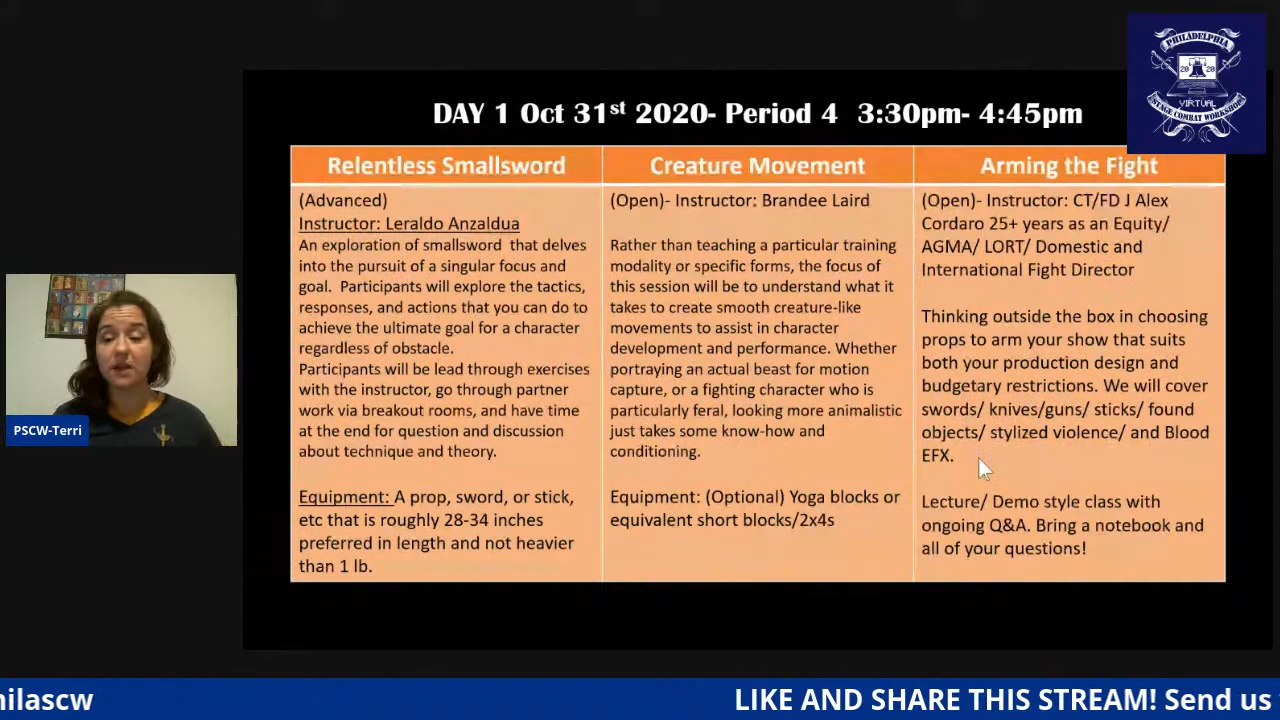 PHILADELPHIA
20 20
VIRTUAL
STAGE COMBAT WORKSHOP
DAY 1 Oct 31st 2020- Period 4 3:30pm- 4:45pm
Relentless Smallsword
(Advanced)
Instructor: Leraldo Anzaldua
An exploration of smallsword that delves
into the pursuit of a singular focus and
goal. Participants will explore the tactics,
responses, and actions that you can do to
achieve the ultimate goal for a character
regardless of obstacle.
Participants will be lead through exercises
with the instructor, go through partner
work via breakout rooms, and have time
at the end for question and discussion
about technique and theory.
Equipment: A prop, sword, or stick,
etc that is roughly 28-34 inches
preferred in length and not heavier
than 1 lb.
Creature Movement
(Open)- Instructor: Brandee Laird
Rather than teaching a particular training
modality or specific forms, the focus of
this session will be to understand what it
takes to create smooth creature-like
movements to assist in character
development and performance. Whether
portraying an actual beast for motion
capture, or a fighting character who is
particularly feral, looking more animalistic
just takes some know-how and
conditioning.
Equipment: (Optional) Yoga blocks or
equivalent short blocks/2x4s
Arming the Fight
(Open)- Instructor: CT/FD J Alex
Cordaro 25+ years as an Equity/
AGMA/ LORT/ Domestic and
International Fight Director
Thinking outside the box in choosing
props to arm your show that suits
both your production design and
budgetary restrictions. We will cover
swords/ knives/guns/ sticks/ found
objects/ stylized violence/ and Blood
EFX.
Lecture/ Demo style class with
ongoing Q&A. Bring a notebook and
all of your questions!
PSCW-Terri
hilascw
LIKE AND SHARE THIS STREAM! Send us